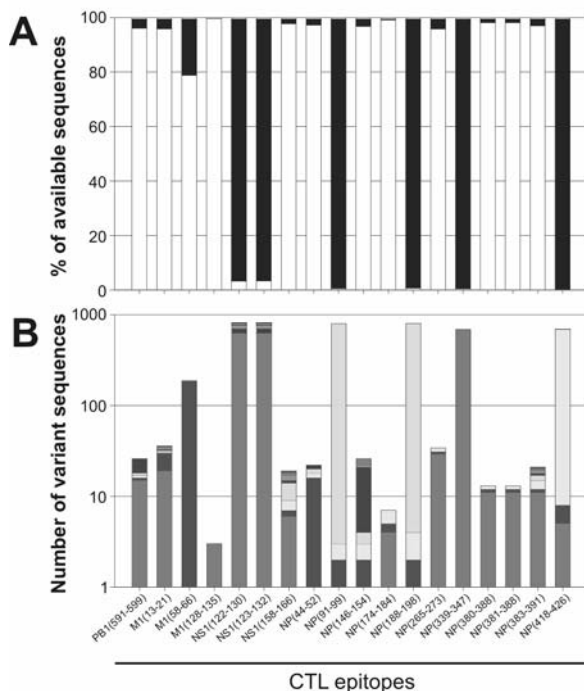 A
% of available sequences
100
80
60
40
20
0
B
Number of variant sequences
1000
100
10
1
PB1(591-599)
M1(13-21)
M1(58-66)
M1(128-135)
NS1(122-130)
NS1(123-132)
NS1(158-166)
NP(44-52)
NP(91-99)
NP(146-154)
NP(174-184)
NP(188-198)
NP(265-273)
NP(339-347)
NP(380-388)
NP(381-388)
NP(383-391)
NP(418-426)
CTL epitopes